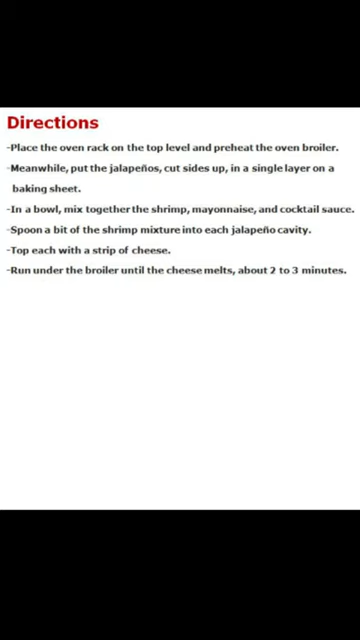 Directions
-Place the oven rack on the top level and preheat the oven broiler.
-Meanwhile, put the jalapeños, cut sides up, in a single layer on a
baking sheet.
-In a bowl, mix together the shrimp, mayonnaise, and cocktail sauce.
-Spoon a bit of the shrimp mixture into each jalapeño cavity.
-Top each with a strip of cheese.
-Run under the broiler until the cheese melts, about 2 to 3 minutes.